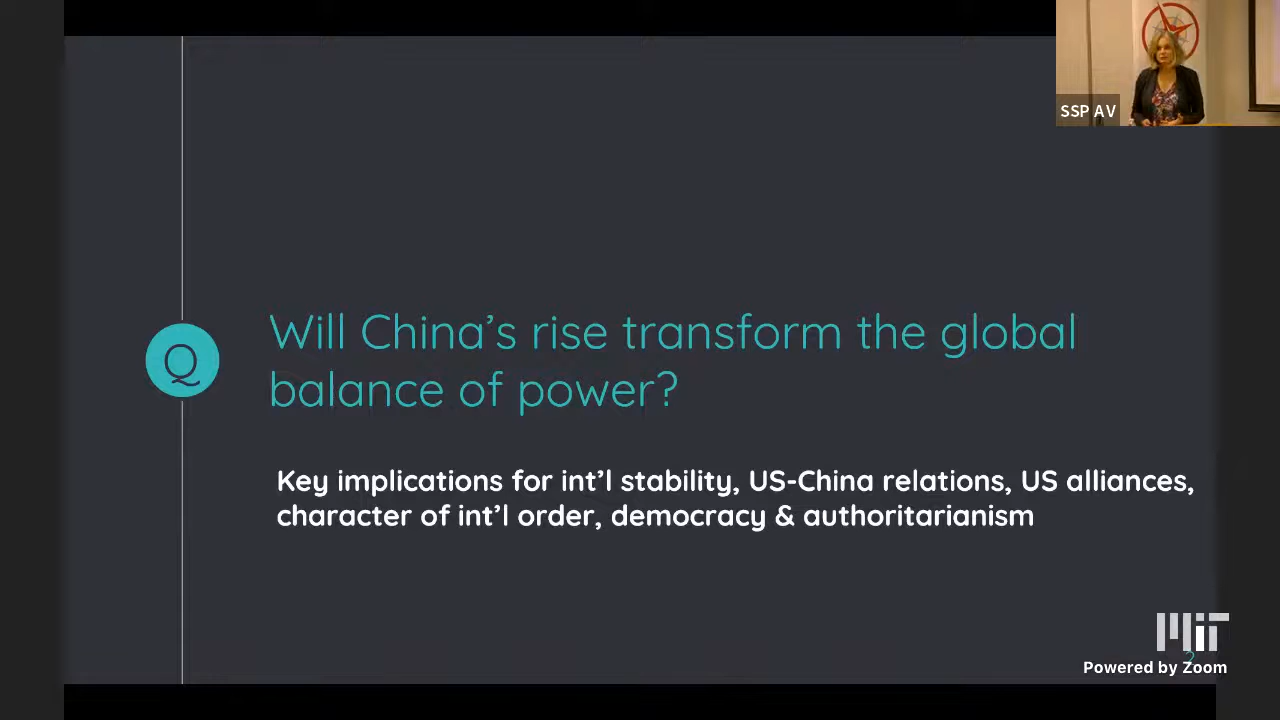 SSP AV
Q
Will China's rise transform the global
balance of power?
Key implications for int'l stability, US-China relations, US alliances,
character of int'l order, democracy & authoritarianism
MIT
2
Powered by Zoom